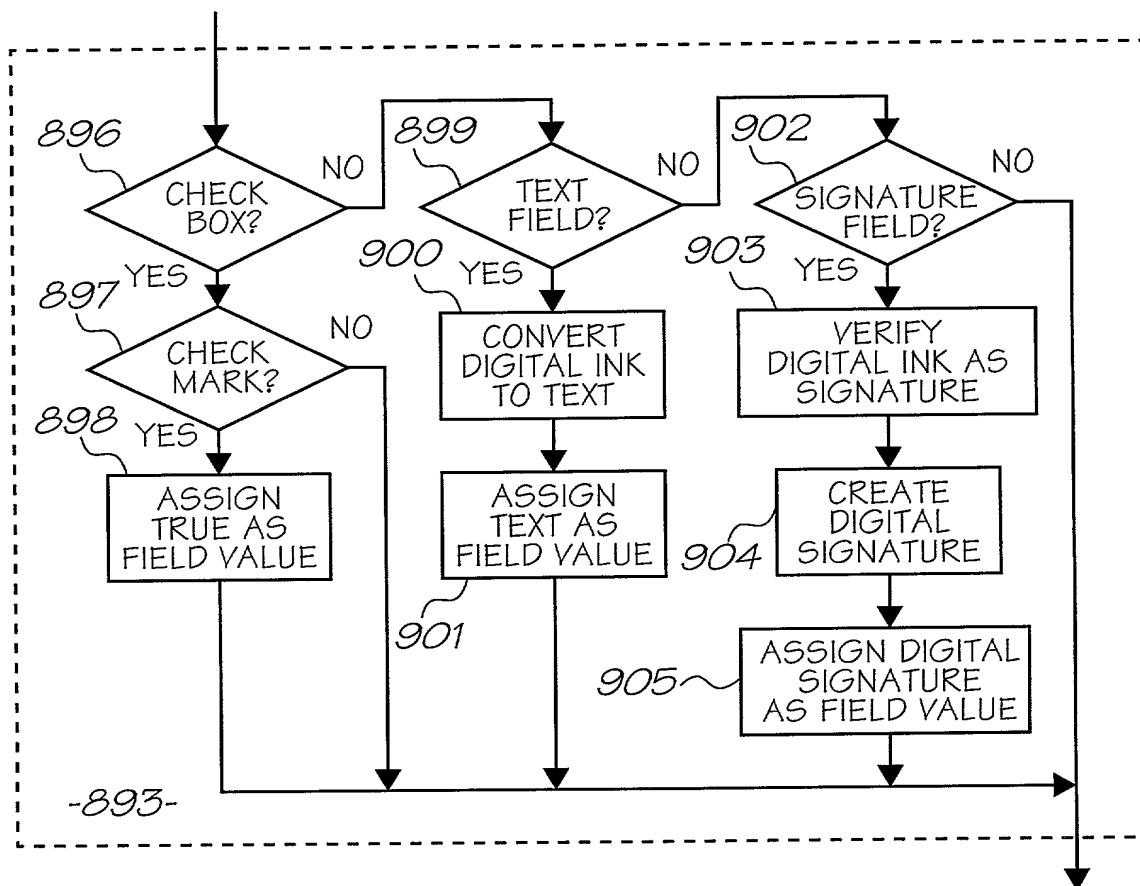 896
CHECK
BOX?
NO
YES
897
CHECK
MARK?
NO
YES
898
ASSIGN
TRUE AS
FIELD VALUE
899
TEXT
FIELD?
NO
YES
900
CONVERT
DIGITAL INK
TO TEXT
ASSIGN
TEXT AS
FIELD VALUE
901
902
SIGNATURE
FIELD?
NO
YES
903
VERIFY
DIGITAL INK AS
SIGNATURE
CREATE
DIGITAL
SIGNATURE
904
ASSIGN DIGITAL
SIGNATURE
AS FIELD VALUE
905
-893-